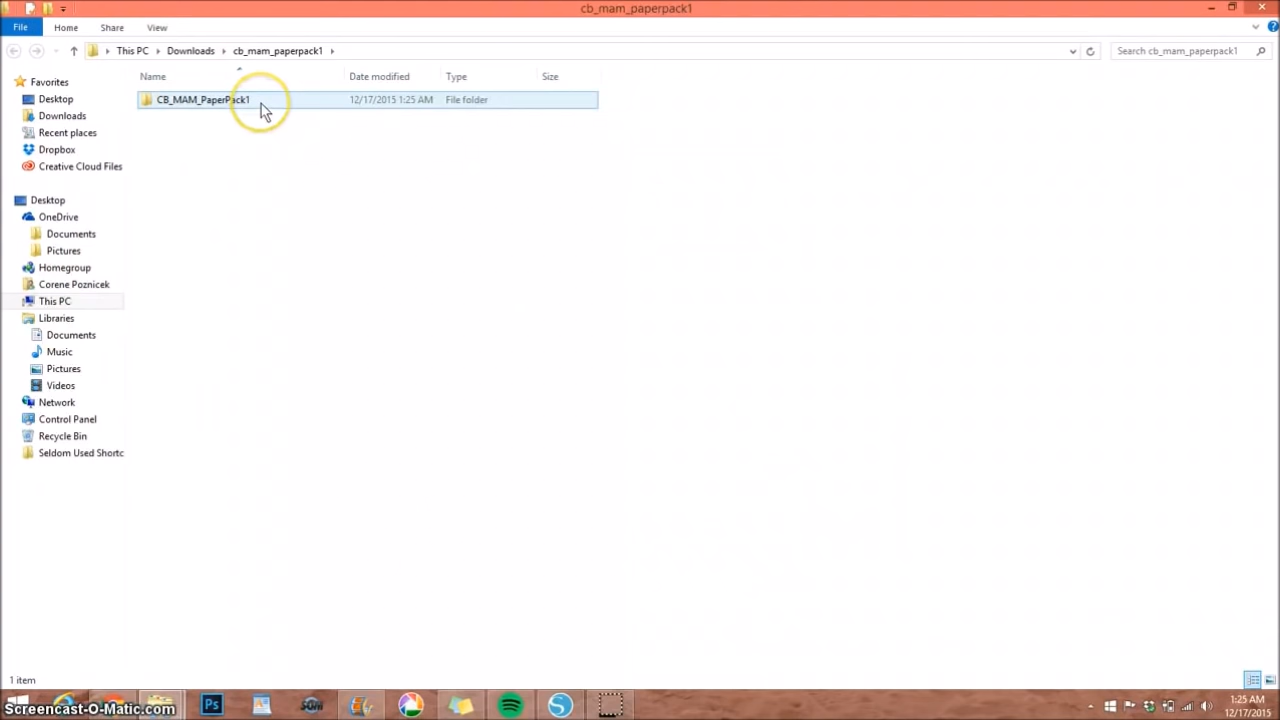 cb_mam_paperpack1
File Home Share View
This PC Downloads cb_mam_paperpack1 Search cb_mam_paperpack1
Name Date modified Type Size
CB_MAM_PaperPack1 12/17/2015 1:25 AM File folder
Favorites
Desktop
Downloads
Recent places
Dropbox
Creative Cloud Files
Desktop
OneDrive
Documents
Pictures
Homegroup
Corene Poznicek
This PC
Libraries
Documents
Music
Pictures
Videos
Network
Control Panel
Recycle Bin
Seldom Used Shortc
1 item
Ps
1:25 AM
Screencast-O-Matic.com 12/17/2015